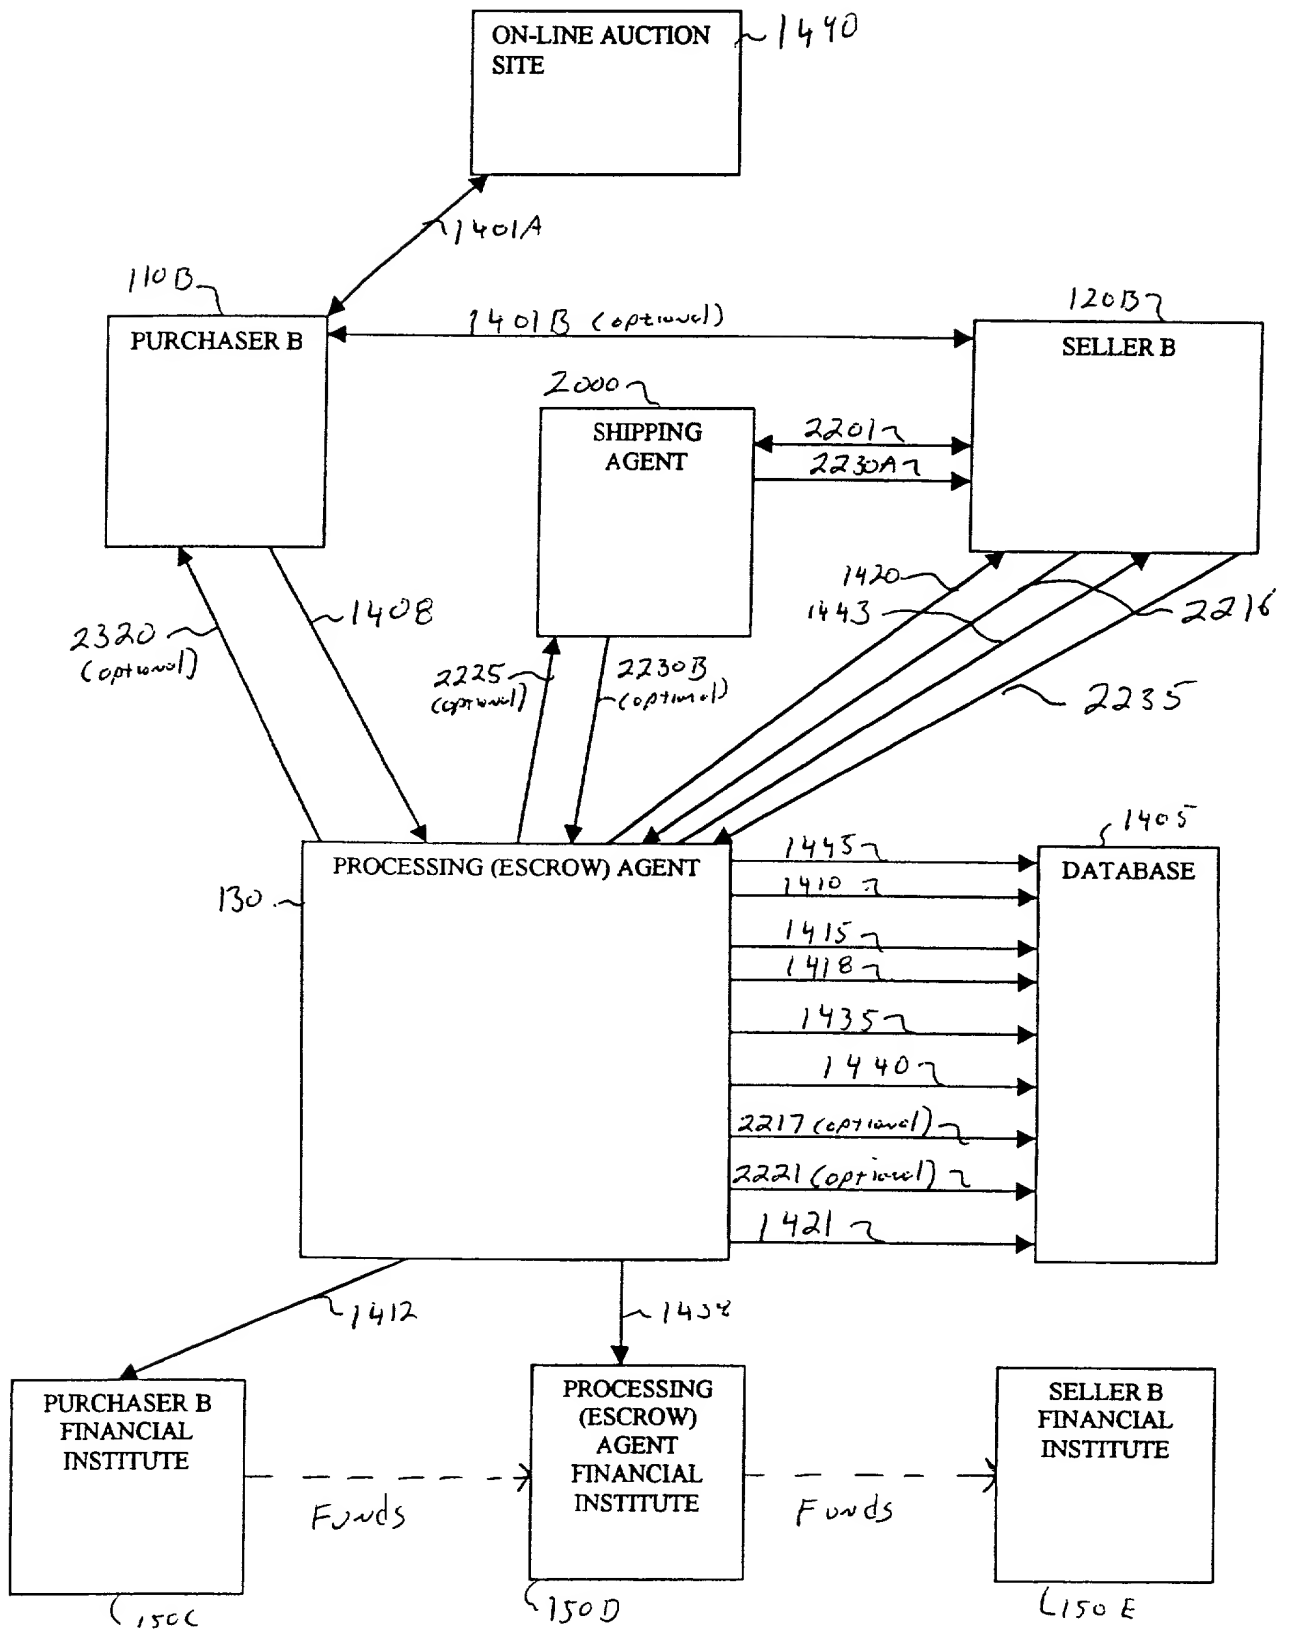 ON-LINE AUCTION
SITE
1440
1401A
110B
1401B (optional)
120B
PURCHASER B
SELLER B
2000
SHIPPING
AGENT
2201
2230A
1420
1443
2216
1408
2320
(optional)
2225
(optional)
2230B
(optional)
2235
1405
PROCESSING (ESCROW) AGENT
1445
DATABASE
130
1410
1415
1418
1435
1440
2217 (optional)
2221 (optional)
1421
1412
1438
PURCHASER B
FINANCIAL
INSTITUTE
PROCESSING
(ESCROW)
AGENT
FINANCIAL
INSTITUTE
SELLER B
FINANCIAL
INSTITUTE
Funds
Funds
150C
150D
150E